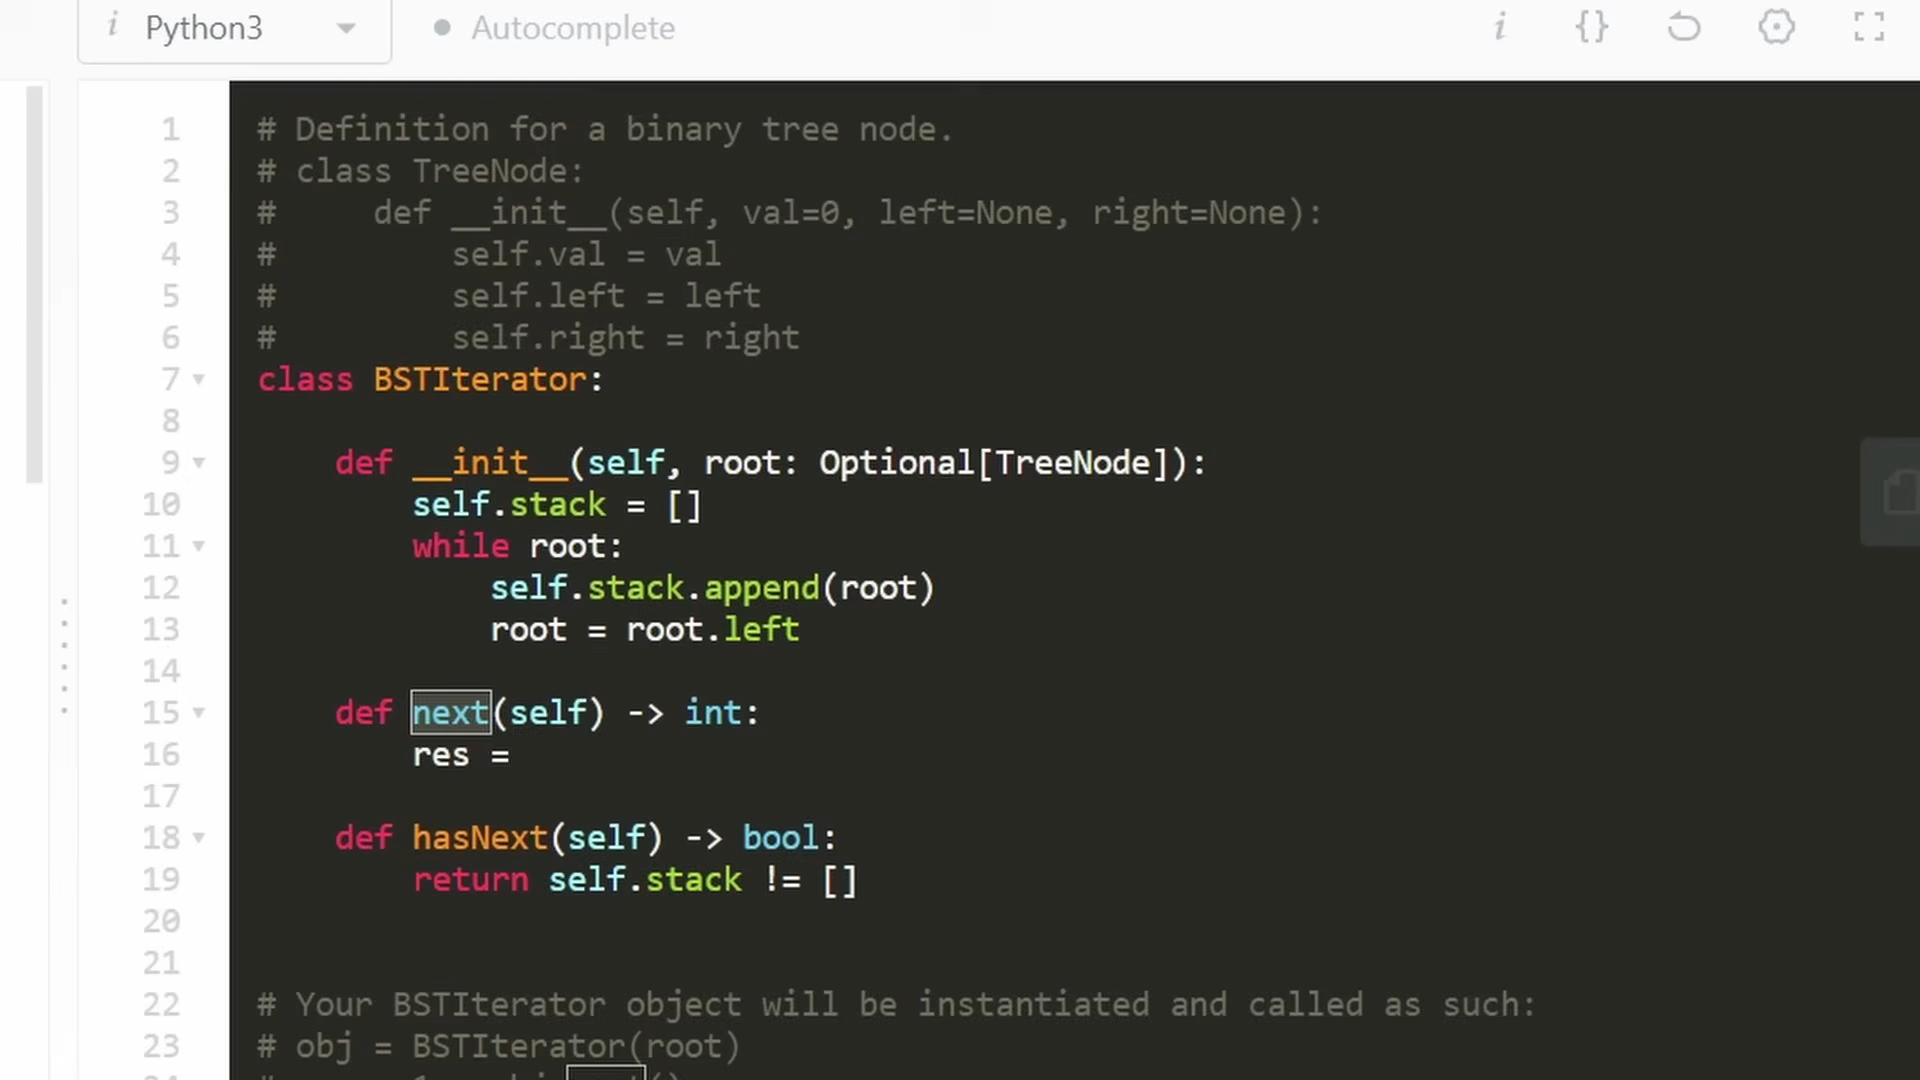 i Python3 Autocomplete i {}
1 # Definition for a binary tree node.
2 # class TreeNode:
3 #     def __init__(self, val=0, left=None, right=None):
4 #         self.val = val
5 #         self.left = left
6 #         self.right = right
7 class BSTIterator:
8
9     def __init__(self, root: Optional[TreeNode]):
10         self.stack = []
11         while root:
12             self.stack.append(root)
13             root = root.left
14
15     def next(self) -> int:
16         res =
17
18     def hasNext(self) -> bool:
19         return self.stack != []
20
21
22 # Your BSTIterator object will be instantiated and called as such:
23 # obj = BSTIterator(root)